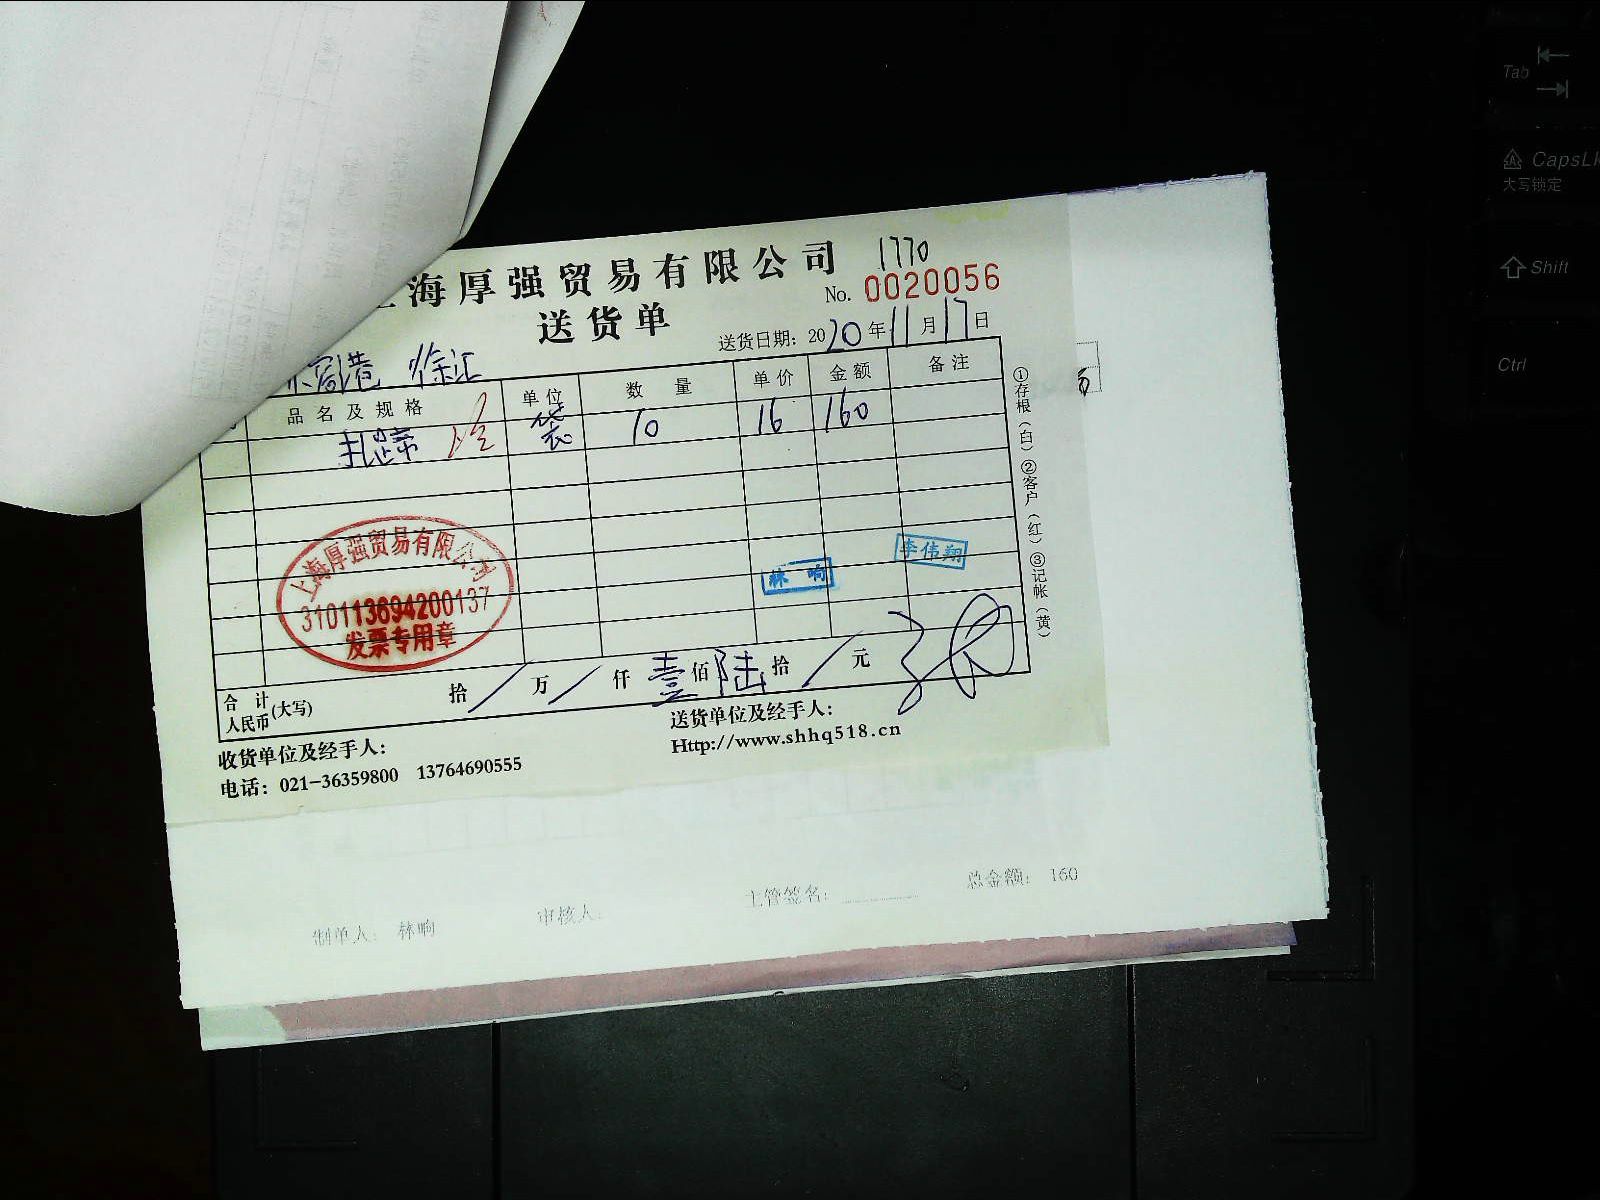 海厚强贸易有限公司
1770
No. 0020056
送货单
送货日期：2020年11月17日
徐汇
品名及规格 单位 数量 单价 金额 备注
扎啤 袋 10 16 160
上海厚强贸易有限公司
310113694200137
发票专用章
林 响
李伟翔
合计人民币(大写) 拾 / 万 / 仟 壹 佰 陆 拾 / 元
收货单位及经手人：
送货单位及经手人：
电话：021-36359800 13764690555
Http://www.shhq518.cn
①存根（白）②客户（红）③记帐（黄）
制单人： 林响 审核人： 主管签名： 总金额： 160
Tab
CapsLk
大写锁定
Shift
Ctrl